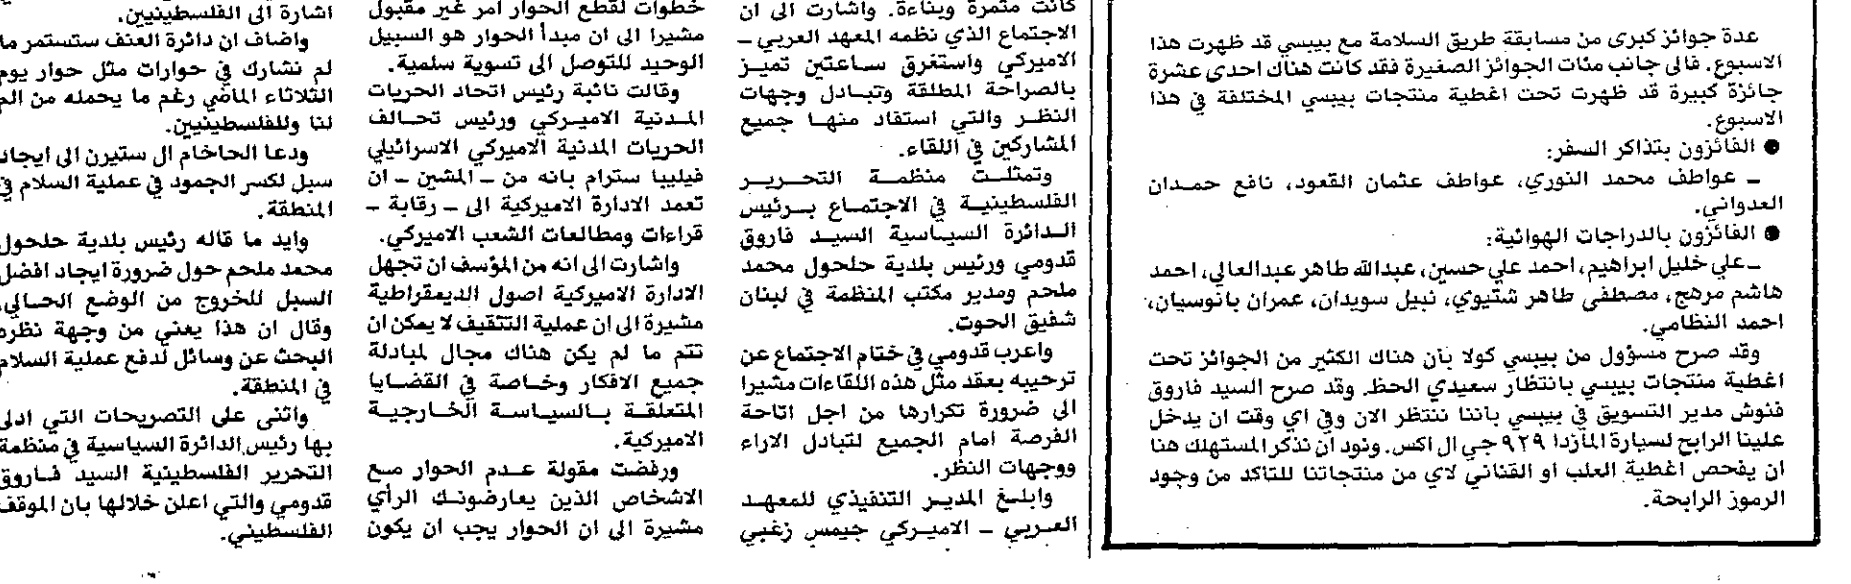 عدة جوائز كبرى من مسابقة طريق السلامة مع بيبسي قد ظهرت هذا
الاسبوع. فالى جانب مئات الجوائز الصغيرة فقد كانت هناك احدى عشرة
جائزة كبيرة قد ظهرت تحت اغطية منتجات بيبسي المختلفة في هذا
الاسبوع.
● الفائزون بتذاكر السفر:
ـ عواطف محمد النوري، عواطف عثمان القعود، نافع حمدان
العدواني.
● الفائزون بالدراجات الهوائية:
ـ علي خليل ابراهيم، احمد علي حسين، عبدالله طاهر عبدالعالي، احمد
هاشم مرهج، مصطفى طاهر شتيوي، نبيل سويدان، عمران بانوسيان،
احمد النظامي.
وقد صرح مسؤول من بيبسي كولا بأن هناك الكثير من الجوائز تحت
اغطية منتجات بيبسي بانتظار سعيدي الحظ. وقد صرح السيد فاروق
فنوش مدير التسويق في بيبسي باننا ننتظر الان وفي اي وقت ان يدخل
علينا الرابح لسيارة المازدا ٩٢٩ جي ال اكس. ونود ان نذكر المستهلك هنا
ان يفحص اغطية العلب او القناني لاي من منتجاتنا للتاكد من وجود
الرموز الرابحة.
كانت مثمرة وبناءة. واشارت الى ان
الاجتماع الذي نظمه المعهد العربي ـ
الاميركي واستغرق ساعتين تميز
بالصراحة المطلقة وتبادل وجهات
النظر والتي استفاد منها جميع
المشاركين في اللقاء.
وتمثلت منظمة التحرير
الفلسطينية في الاجتماع برئيس
الدائرة السياسية السيد فاروق
قدومي ورئيس بلدية حلحول محمد
ملحم ومدير مكتب المنظمة في لبنان
شفيق الحوت.
واعرب قدومي في ختام الاجتماع عن
ترحيبه بعقد مثل هذه اللقاءات مشيرا
الى ضرورة تكرارها من اجل اتاحة
الفرصة امام الجميع لتبادل الاراء
ووجهات النظر.
وابلغ المدير التنفيذي للمعهد
العربي ـ الاميركي جيمس زغبي
خطوات لقطع الحوار امر غير مقبول
مشيرا الى ان مبدأ الحوار هو السبيل
الوحيد للتوصل الى تسوية سلمية.
وقالت نائبة رئيس اتحاد الحريات
المدنية الاميركي ورئيس تحالف
الحريات المدنية الاميركي الاسرائيلي
فيليبا سترام بانه من ـ المشين ـ ان
تعمد الادارة الاميركية الى ـ رقابة ـ
قراءات ومطالعات الشعب الاميركي.
واشارت الى انه من المؤسف ان تجهل
الادارة الاميركية اصول الديمقراطية
مشيرة الى ان عملية التثقيف لا يمكن ان
تتم ما لم يكن هناك مجال لمبادلة
جميع الافكار وخاصة في القضايا
المتعلقة بالسياسة الخارجية
الاميركية.
ورفضت مقولة عدم الحوار مع
الاشخاص الذين يعارضونك الرأي
مشيرة الى ان الحوار يجب ان يكون
اشارة الى الفلسطينيين.
واضاف ان دائرة العنف ستستمر ما
لم نشارك في حوارات مثل حوار يوم
الثلاثاء الماضي رغم ما يحمله من الم
لنا وللفلسطينيين.
ودعا الحاخام ال ستيرن الى ايجاد
سبل لكسر الجمود في عملية السلام في
المنطقة.
وايد ما قاله رئيس بلدية حلحول
محمد ملحم حول ضرورة ايجاد افضل
السبل للخروج من الوضع الحالي.
وقال ان هذا يعني من وجهة نظره
البحث عن وسائل لدفع عملية السلام
في المنطقة.
واثنى على التصريحات التي ادلى
بها رئيس الدائرة السياسية في منظمة
التحرير الفلسطينية السيد فاروق
قدومي والتي اعلن خلالها بان الموقف
الفلسطيني.